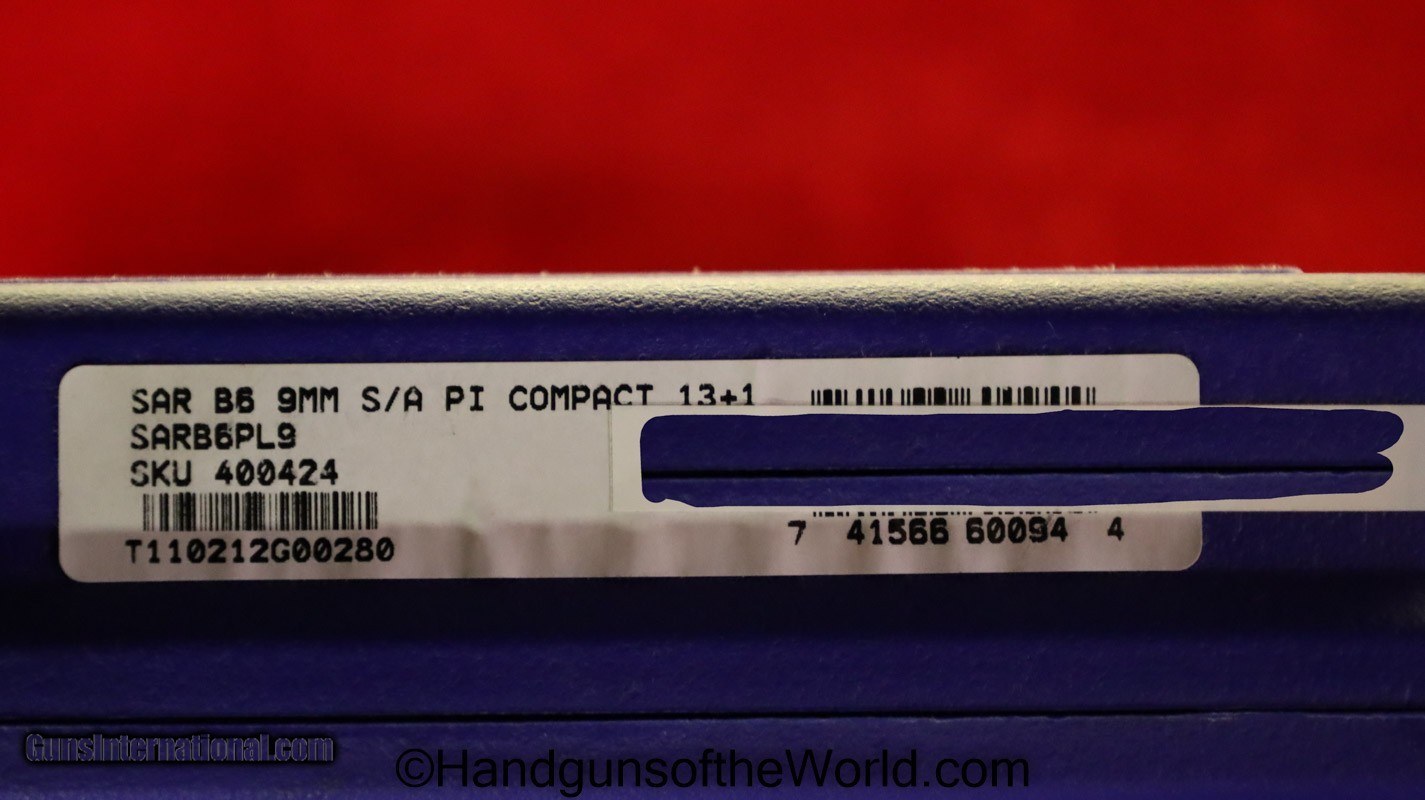 SAR B6 9MM S/A PI COMPACT 13+1
SARB6PL9
SKU 400424
T110212G00280
7 41566 60094 4
GunsInternational.com
©HandgunsoftheWorld.com